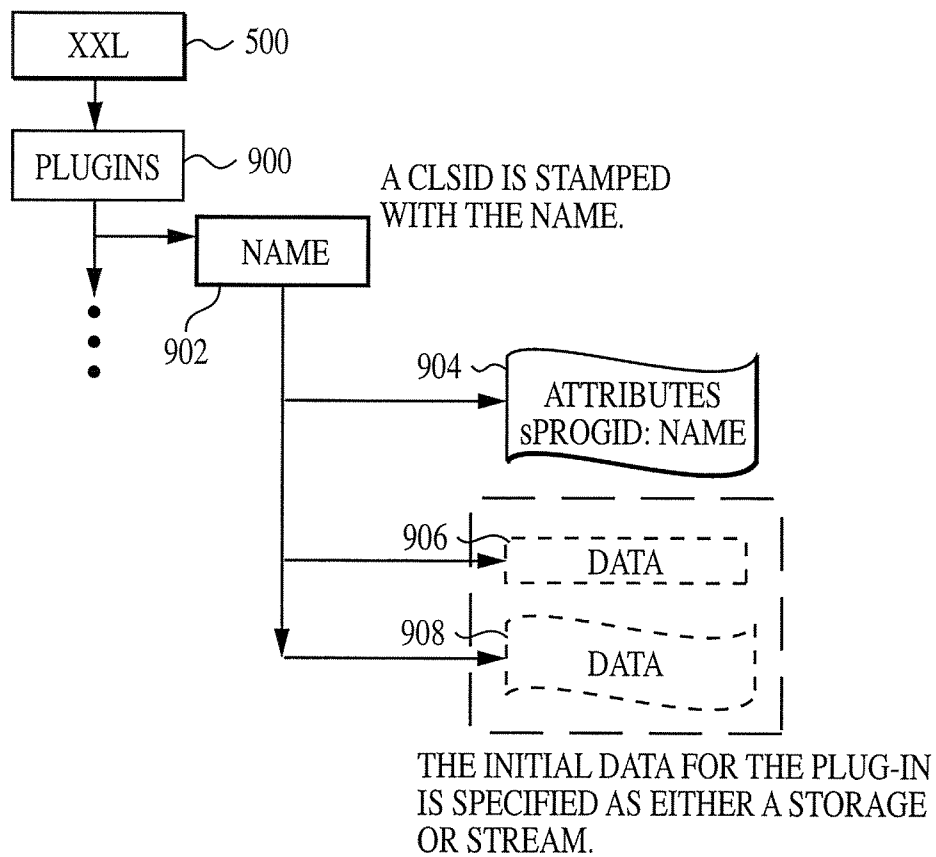 XXL
500
PLUGINS
900
A CLSID IS STAMPED
WITH THE NAME.
NAME
902
904
ATTRIBUTES
sPROGID: NAME
906
DATA
908
DATA
THE INITIAL DATA FOR THE PLUG-IN
IS SPECIFIED AS EITHER A STORAGE
OR STREAM.